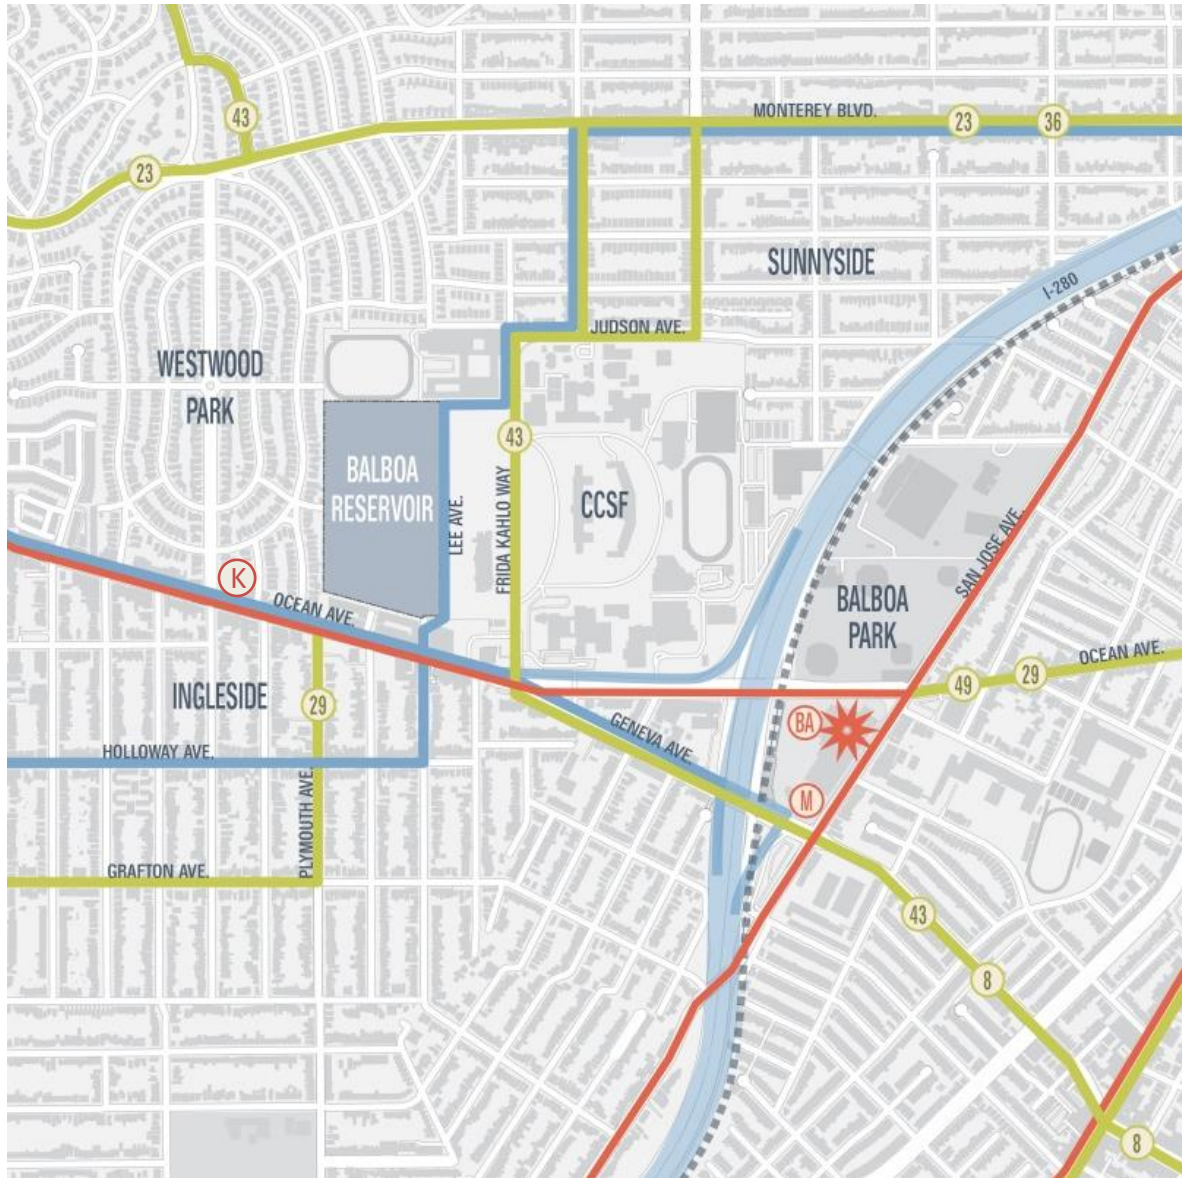 43
MONTEREY BLVD.
23
36
23
SUNNYSIDE
I-280
JUDSON AVE.
WESTWOOD
PARK
43
BALBOA
RESERVOIR
LEE AVE.
FRIDA KAHLO WAY
CCSF
SAN JOSE AVE.
K
OCEAN AVE.
BALBOA
PARK
OCEAN AVE.
29
49
INGLESIDE
29
BA
GENEVA AVE.
HOLLOWAY AVE.
M
PLYMOUTH AVE.
GRAFTON AVE.
43
8
8